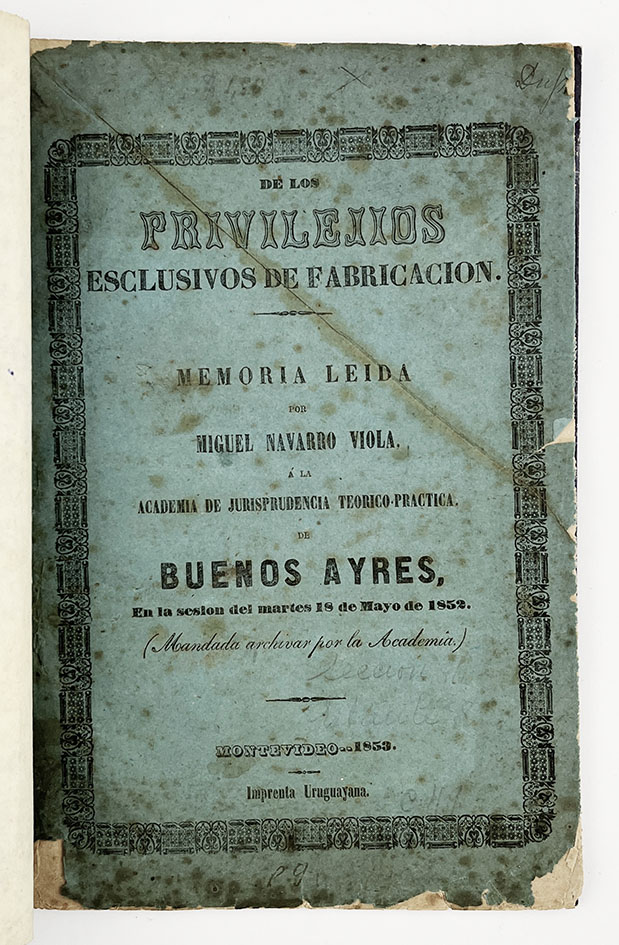 DE LOS
PRIVILEJIOS
ESCLUSIVOS DE FABRICACION.
MEMORIA LEIDA
POR
MIGUEL NAVARRO VIOLA.
Á LA
ACADEMIA DE JURISPRUDENCIA TEORICO-PRACTICA.
DE
BUENOS AYRES,
En la sesion del martes 18 de Mayo de 1852.
(Mandada archivar por la Academia.)
Seccion
MONTEVIDEO--1853.
Imprenta Uruguayana.